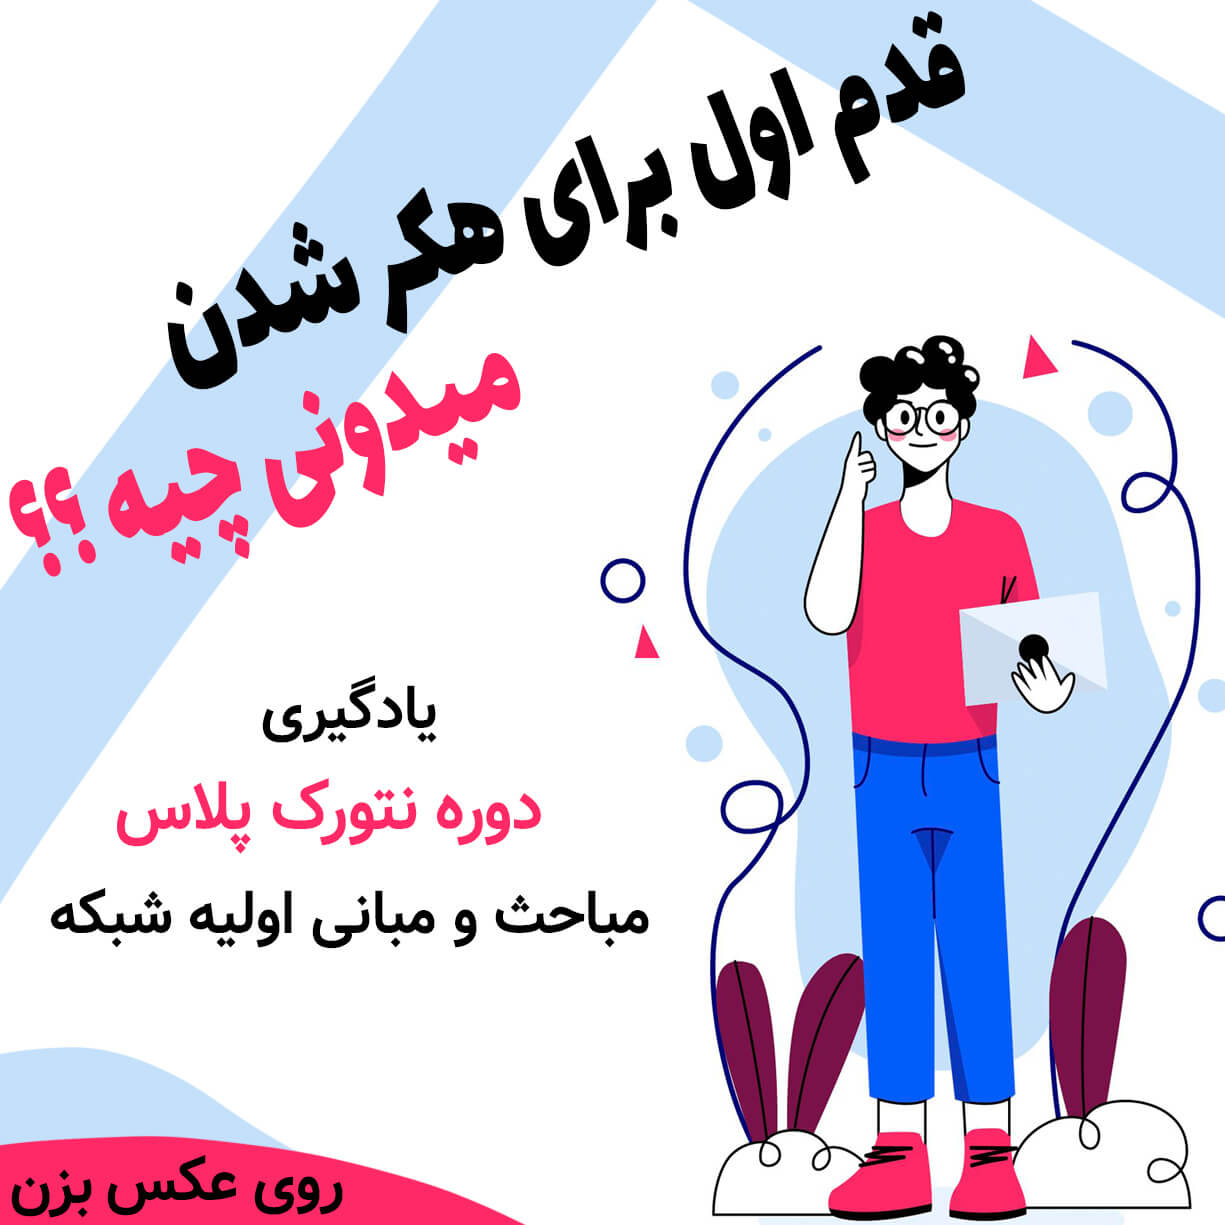 قدم اول برای هکر شدن
میدونی چیه ؟؟
یادگیری
دوره نتورک پلاس
مباحث و مبانی اولیه شبکه
روی عکس بزن